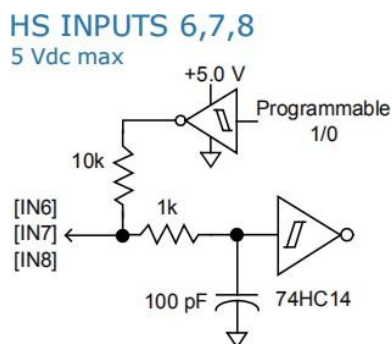 HS INPUTS 6,7,8
5 Vdc max
+5.0 V
Programmable
1/0
10k
[IN6]
[IN7]
[IN8]
1k
100 pF
74HC14